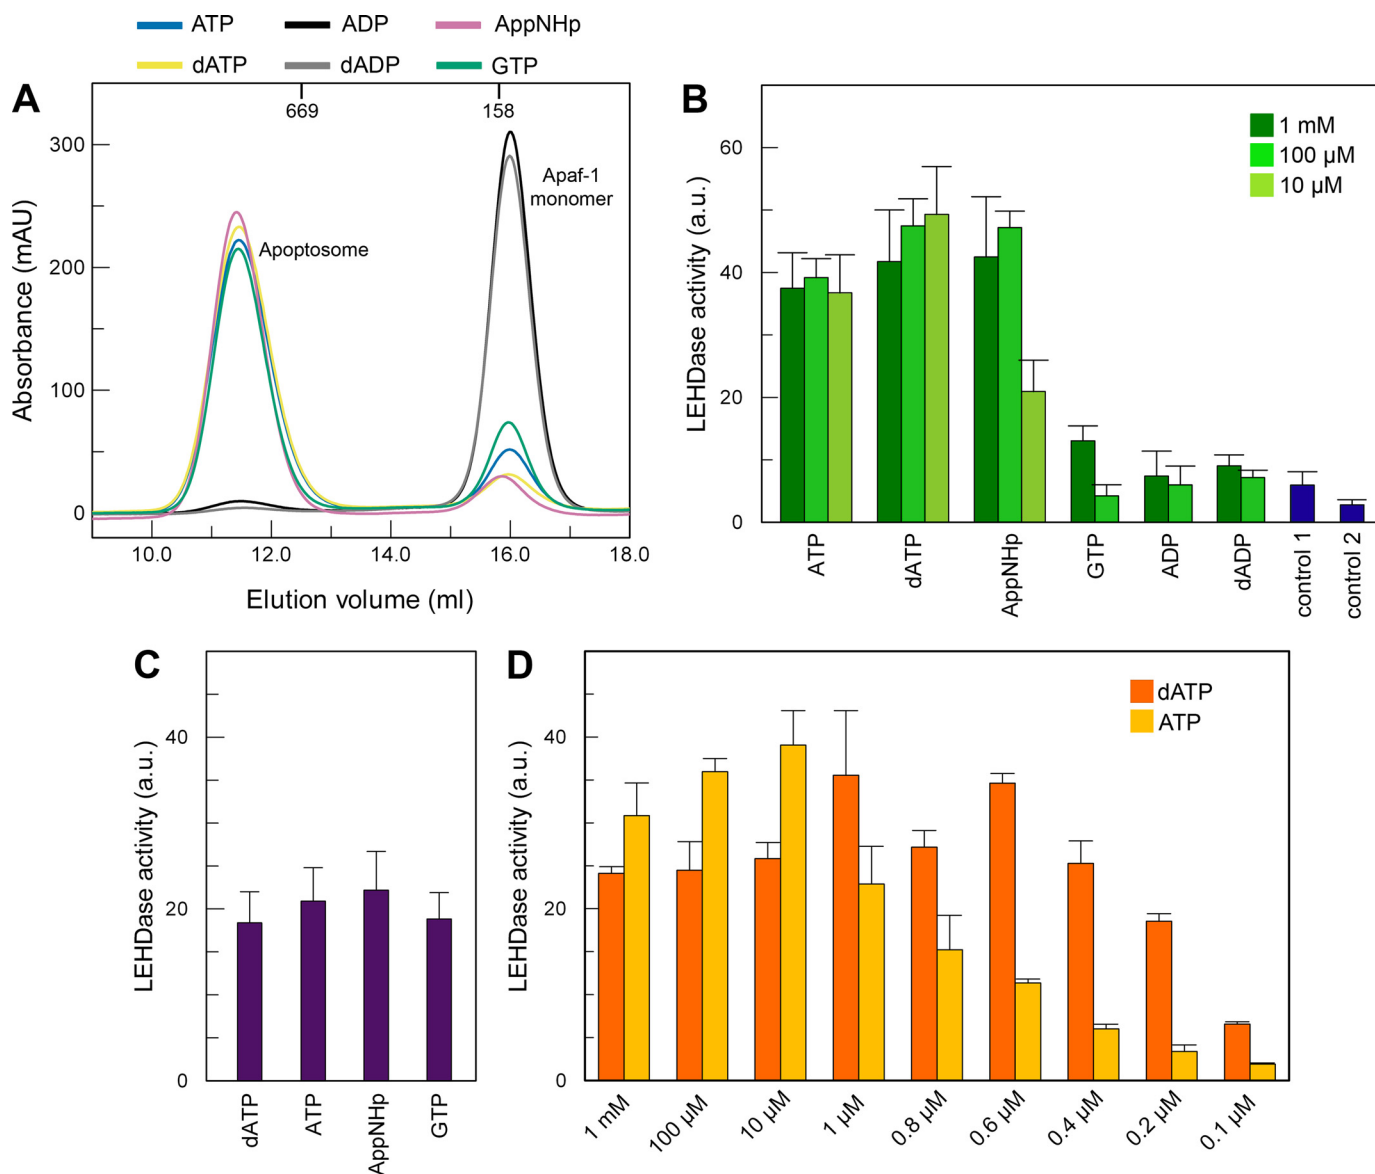 ATP ADP AppNHp
dATP dADP GTP
A
669 158
300
200
100
0
Absorbance (mAU)
Apoptosome
Apaf-1
monomer
10.0 12.0 14.0 16.0 18.0
Elution volume (ml)
B
1 mM
100 µM
10 µM
60
40
20
0
LEHDase activity (a.u.)
ATP dATP AppNHp GTP ADP dADP control 1 control 2
C
40
20
0
LEHDase activity (a.u.)
dATP ATP AppNHp GTP
D
dATP
ATP
40
20
0
LEHDase activity (a.u.)
1 mM 100 µM 10 µM 1 µM 0.8 µM 0.6 µM 0.4 µM 0.2 µM 0.1 µM